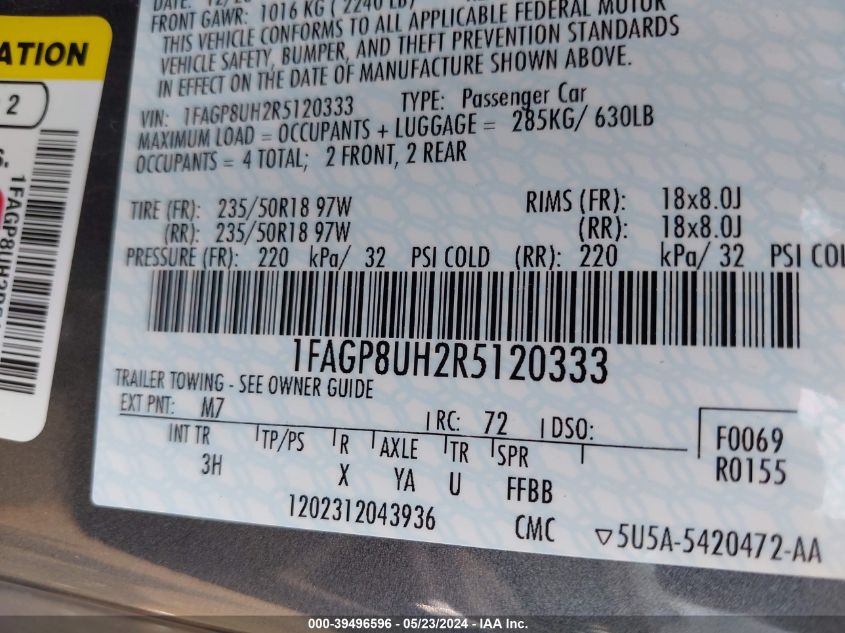 DATE: 12/20
FRONT GAWR: 1016 KG ( 2240 LB)
THIS VEHICLE CONFORMS TO ALL APPLICABLE FEDERAL MOTOR
VEHICLE SAFETY, BUMPER, AND THEFT PREVENTION STANDARDS
IN EFFECT ON THE DATE OF MANUFACTURE SHOWN ABOVE.
VIN: 1FAGP8UH2R5120333 TYPE: Passenger Car
MAXIMUM LOAD = OCCUPANTS + LUGGAGE = 285KG/ 630LB
OCCUPANTS = 4 TOTAL; 2 FRONT, 2 REAR
TIRE (FR): 235/50R18 97W RIMS (FR): 18x8.0J
(RR): 235/50R18 97W (RR): 18x8.0J
PRESSURE (FR): 220 kPa/ 32 PSI COLD (RR): 220 kPa/ 32 PSI COL
1FAGP8UH2R5120333
TRAILER TOWING - SEE OWNER GUIDE
EXT PNT: M7 RC: 72 DSO:
INT TR TP/PS R AXLE TR SPR
3H X YA U FFBB
F0069
R0155
1202312043936 CMC 5U5A-5420472-AA
ATION
2
1FAGP8UH2R5
000-39496596 - 05/23/2024 - IAA Inc.